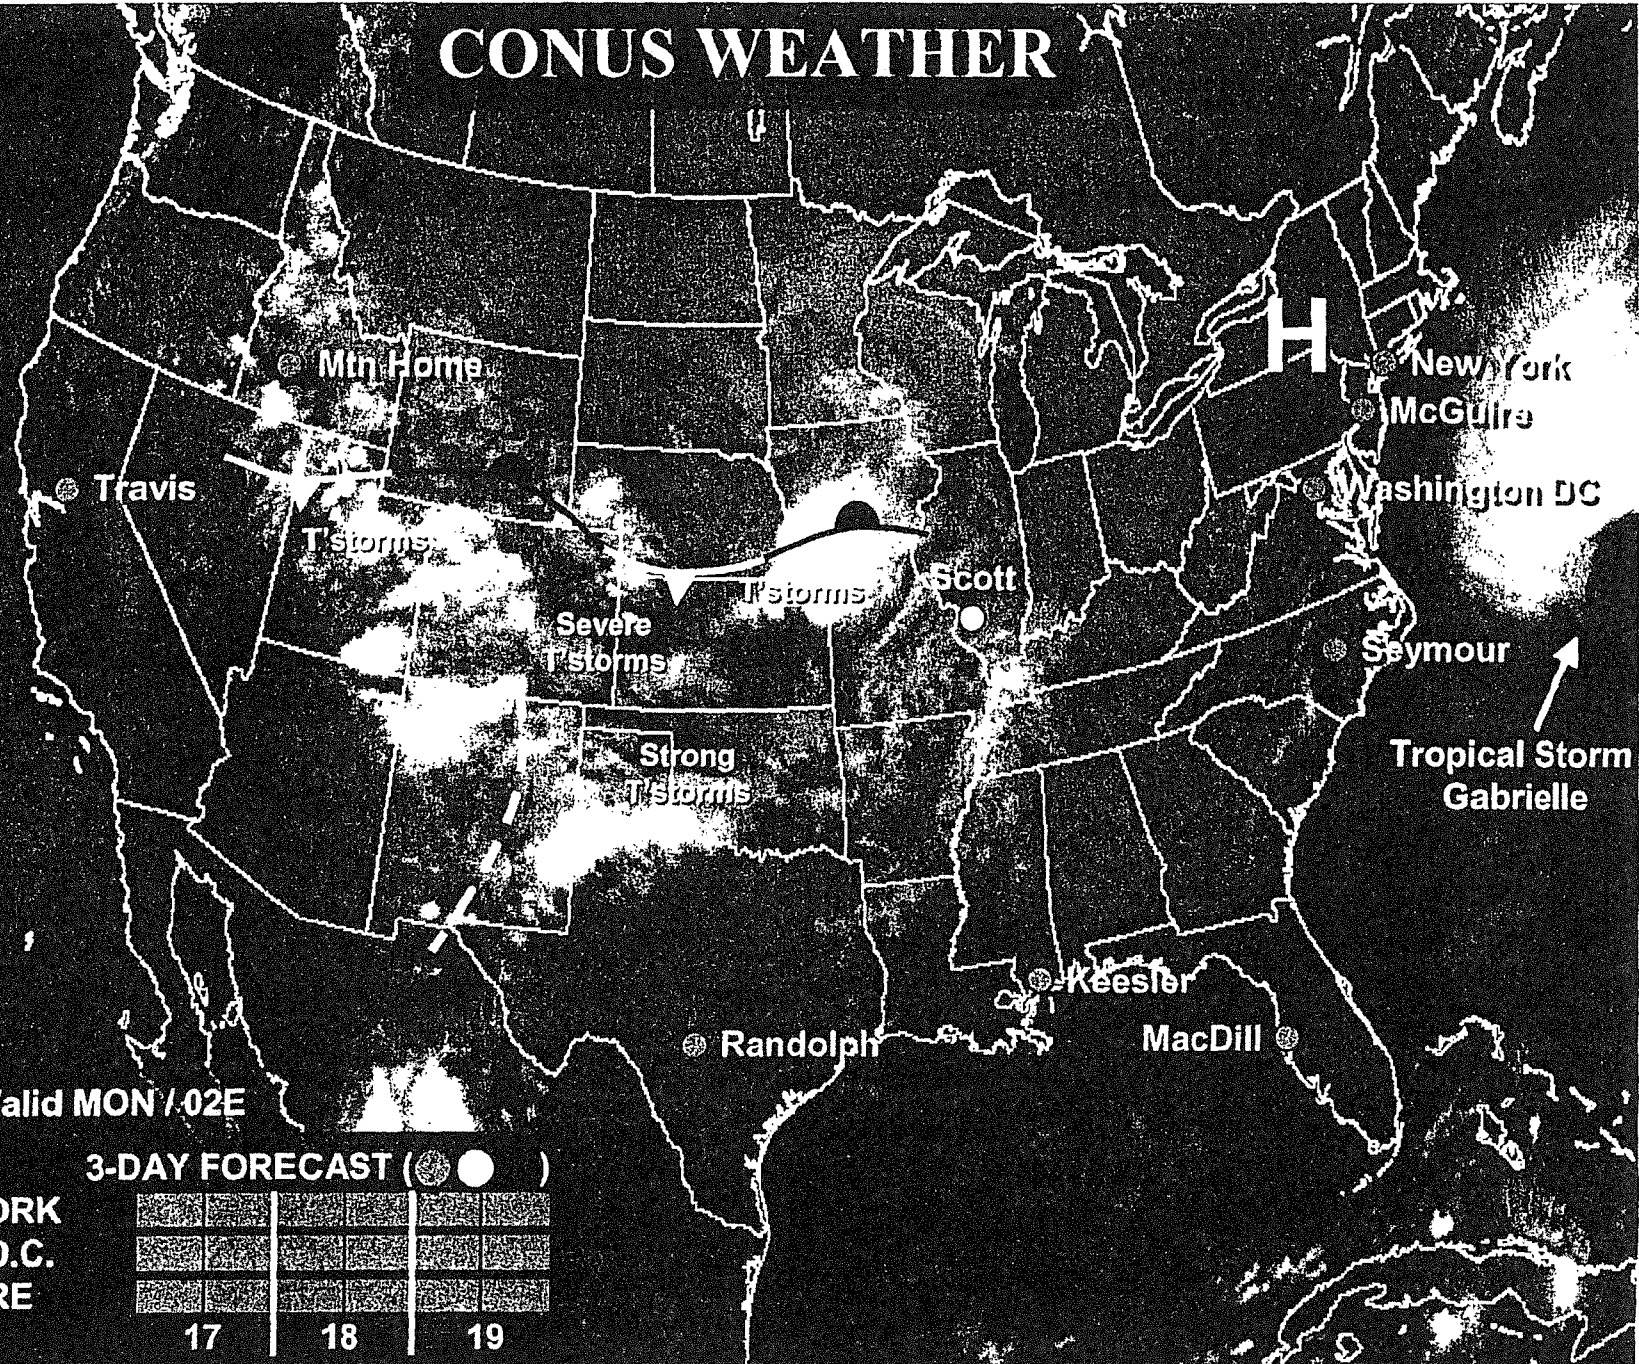 CONUS WEATHER
H
Mtn Home
New York
McGuire
Travis
Washington DC
T'storms
Scott
T'storms
Severe
T'storms
Seymour
Strong
T'storms
Tropical Storm
Gabrielle
Keesler
Randolph
MacDill
alid MON / 02E
3-DAY FORECAST ( )
ORK
D.C.
RE
17 18 19